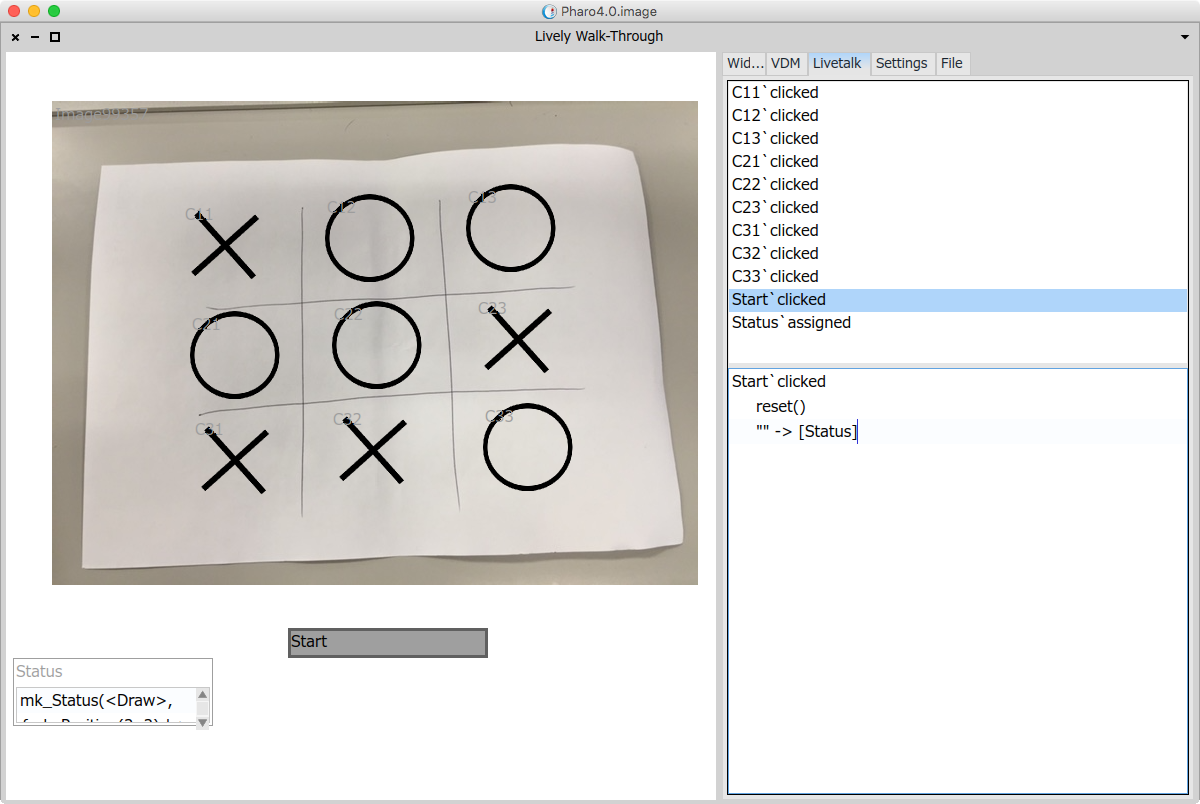 Pharo4.0.image
Lively Walk-Through
Wid... VDM Livetalk Settings File
C11`clicked
C12`clicked
C13`clicked
C21`clicked
C22`clicked
C23`clicked
C31`clicked
C32`clicked
C33`clicked
Start`clicked
Status`assigned
Start`clicked
reset()
"" -> [Status]
C11 C12 C13
C21 C22 C23
C31 C32 C33
Start
Status
mk_Status(<Draw>,